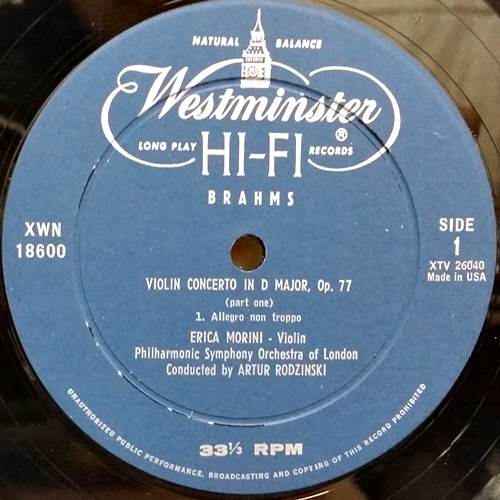 NATURAL BALANCE
Westminster
®
LONG PLAY HI-FI RECORDS
BRAHMS
XWN
18600
SIDE
1
XTV 26040
Made in USA
VIOLIN CONCERTO IN D MAJOR, Op. 77
(part one)
1. Allegro non troppo
ERICA MORINI - Violin
Philharmonic Symphony Orchestra of London
Conducted by ARTUR RODZINSKI
33⅓ RPM
UNAUTHORIZED PUBLIC PERFORMANCE, BROADCASTING AND COPYING OF THIS RECORD PROHIBITED